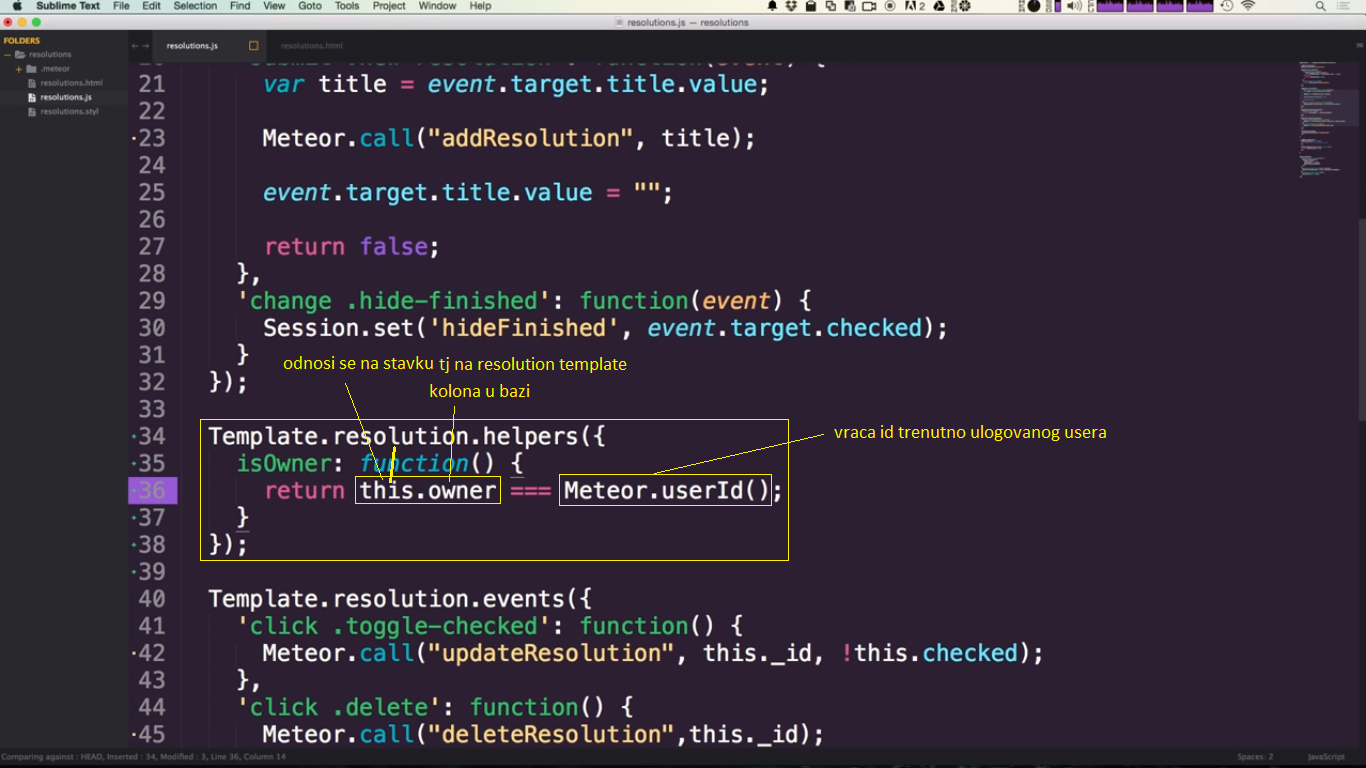 Sublime Text File Edit Selection Find View Goto Tools Project Window Help
resolutions.js — resolutions
FOLDERS
resolutions
.meteor
resolutions.html
resolutions.js
resolutions.styl
resolutions.js resolutions.html
21 var title = event.target.title.value;
22
23 Meteor.call("addResolution", title);
24
25 event.target.title.value = "";
26
27 return false;
28 },
29 'change .hide-finished': function(event) {
30 Session.set('hideFinished', event.target.checked);
31 }
odnosi se na stavku tj na resolution template
32 });
kolona u bazi
33
34 Template.resolution.helpers({
vraca id trenutno ulogovanog usera
35 isOwner: function() {
36 return this.owner === Meteor.userId();
37 }
38 });
39
40 Template.resolution.events({
41 'click .toggle-checked': function() {
42 Meteor.call("updateResolution", this._id, !this.checked);
43 },
44 'click .delete': function() {
45 Meteor.call("deleteResolution",this._id);
Comparing against : HEAD, Inserted : 34, Modified : 3, Line 36, Column 14
Spaces: 2 JavaScript